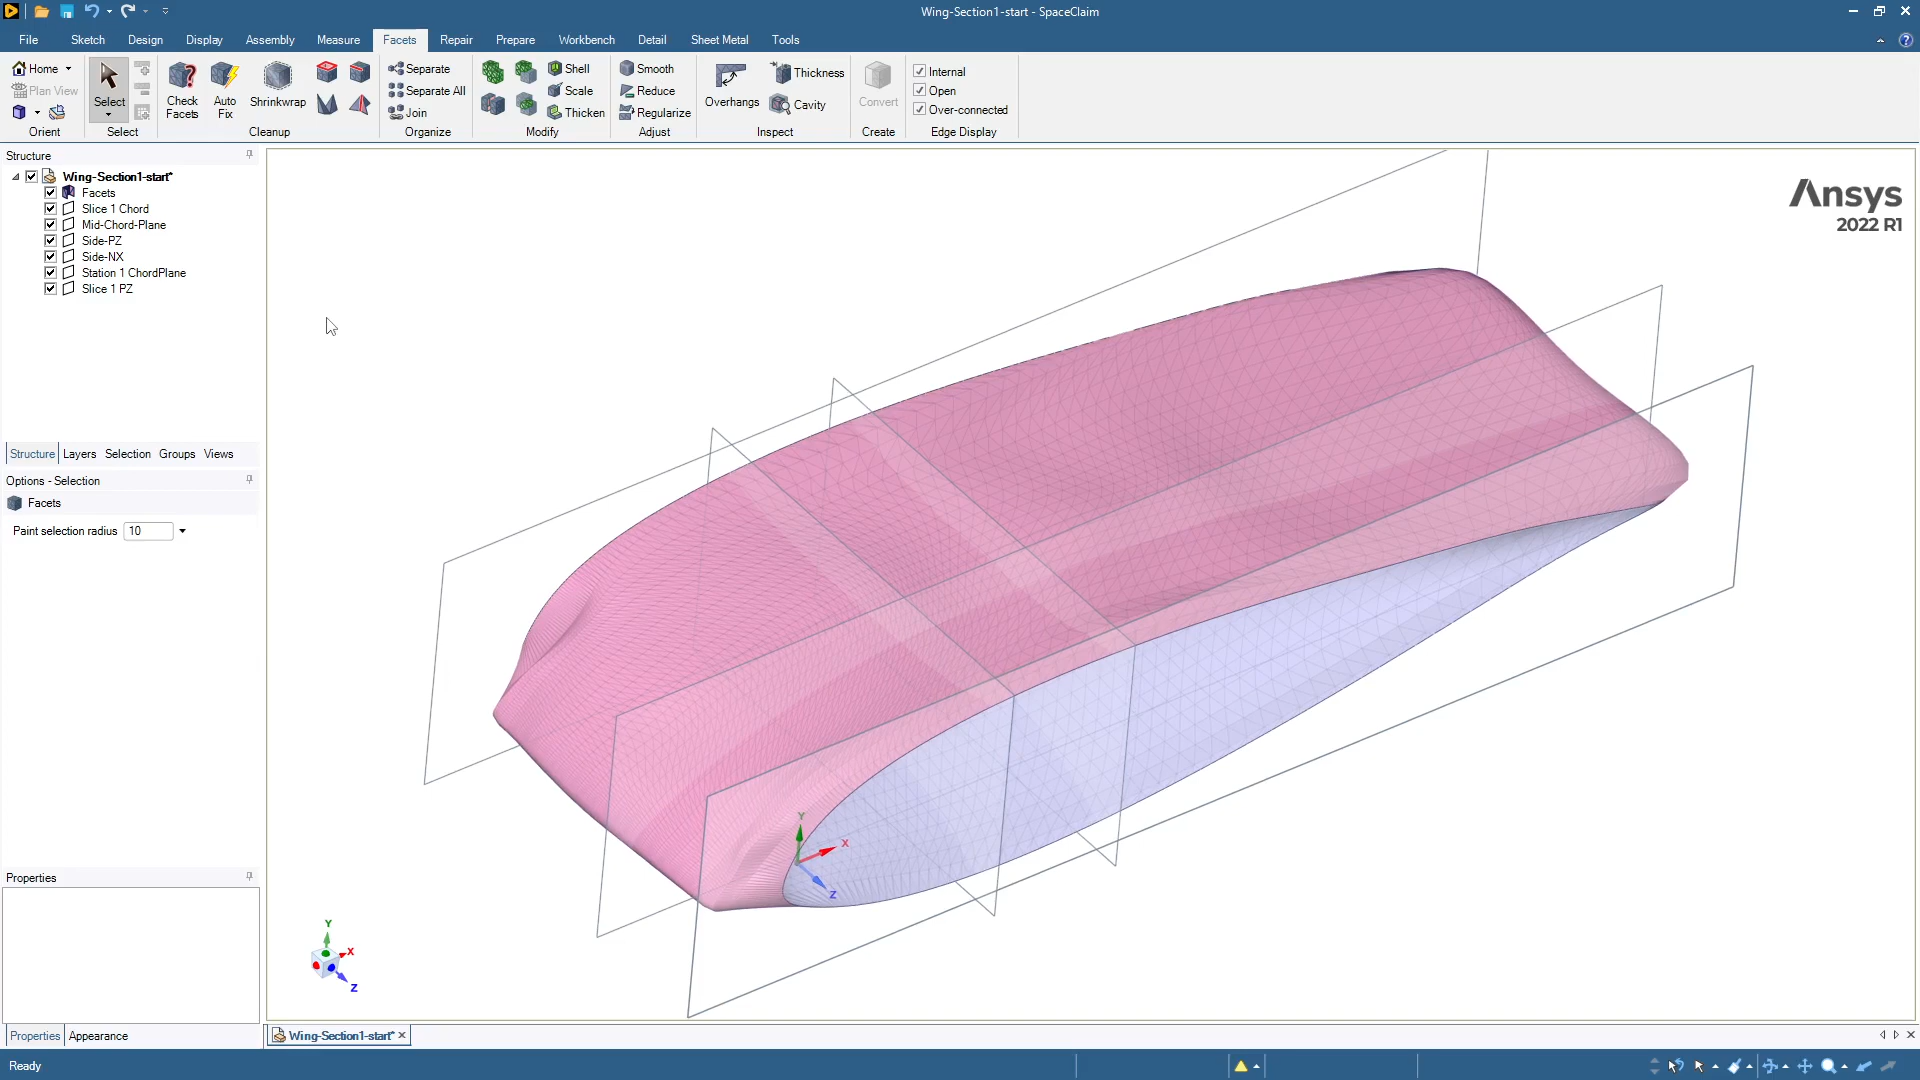 Wing-Section1-start - SpaceClaim
File Sketch Design Display Assembly Measure Facets Repair Prepare Workbench Detail Sheet Metal Tools
Home
Plan View
Orient
Select
Select
Check Facets
Auto Fix
Shrinkwrap
Cleanup
Separate
Separate All
Join
Organize
Shell
Scale
Thicken
Modify
Smooth
Reduce
Regularize
Adjust
Overhangs
Thickness
Cavity
Inspect
Convert
Create
Internal
Open
Over-connected
Edge Display
Structure
Wing-Section1-start*
Facets
Slice 1 Chord
Mid-Chord-Plane
Side-PZ
Side-NX
Station 1 ChordPlane
Slice 1 PZ
Structure Layers Selection Groups Views
Options - Selection
Facets
Paint selection radius 10
Properties
Properties Appearance
Ansys
2022 R1
Y
X
Z
Y
X
Z
Wing-Section1-start*
Ready